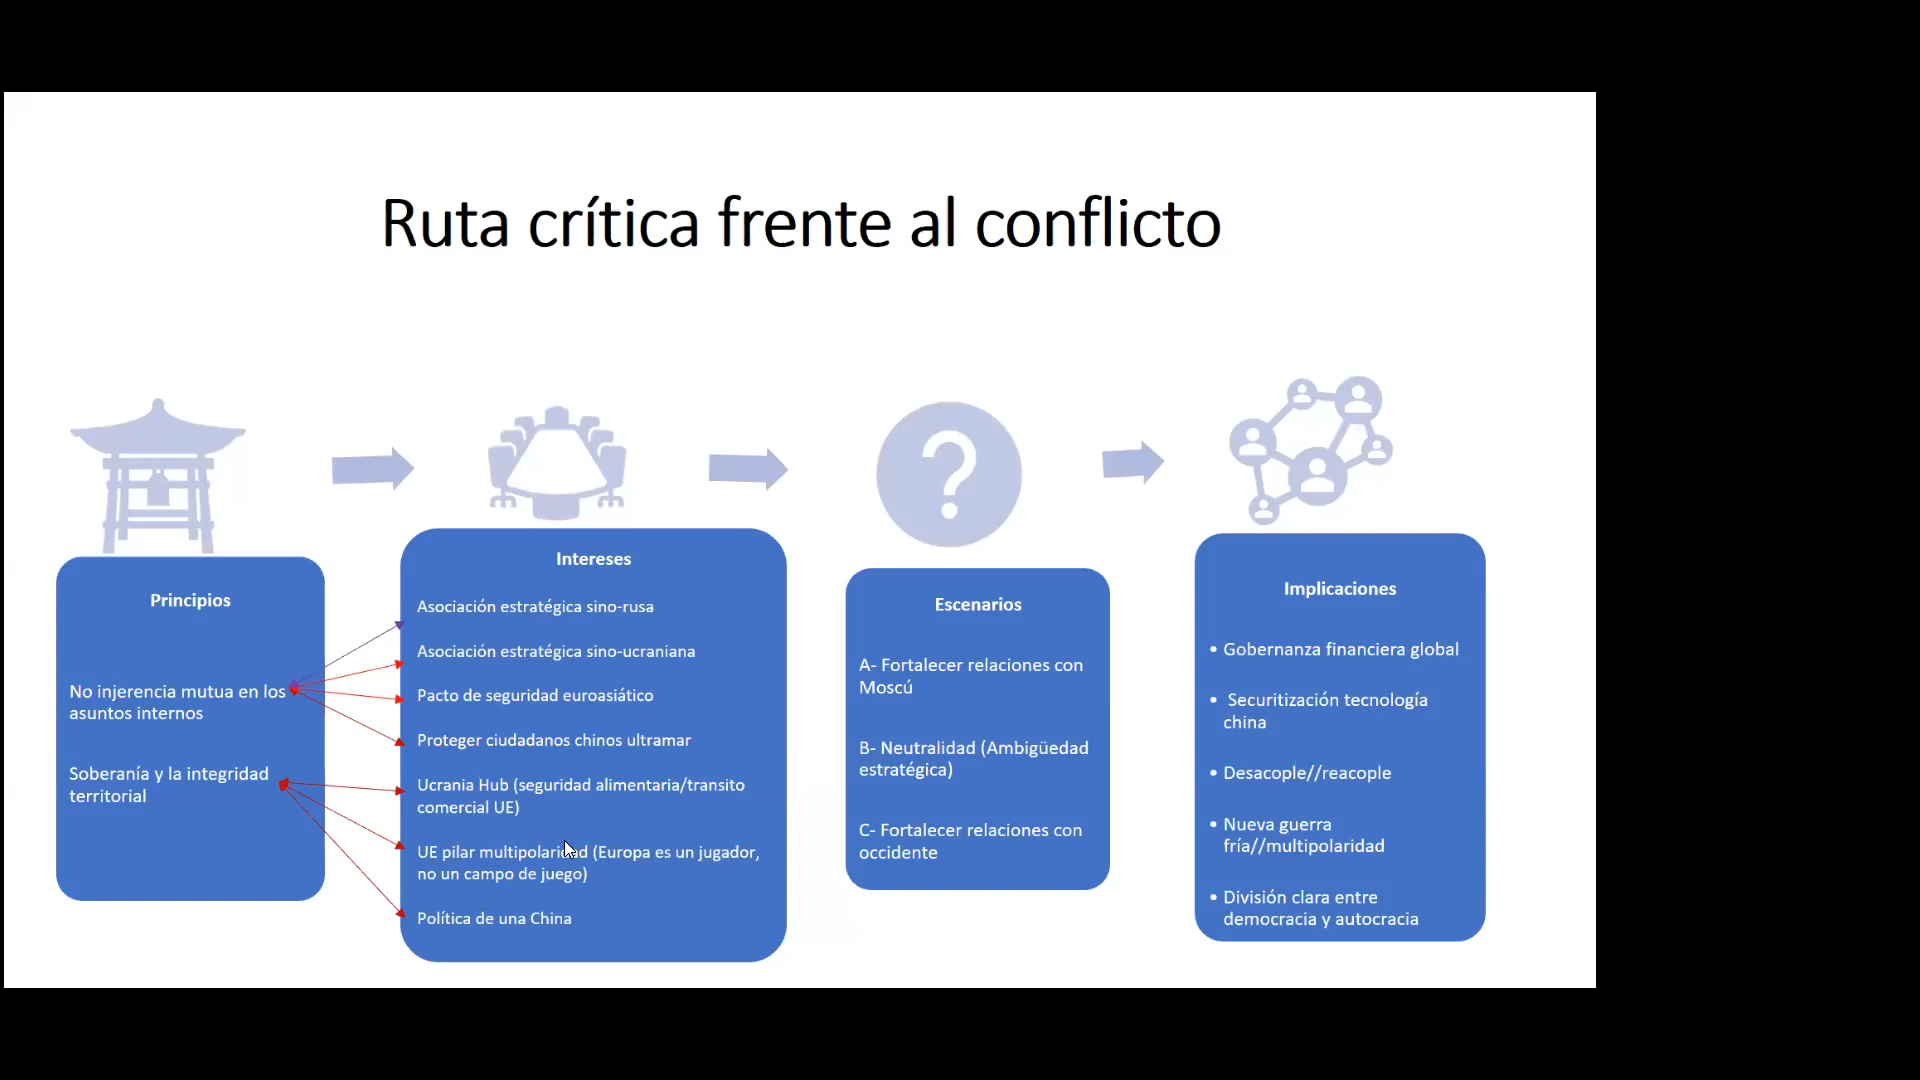 Ruta crítica frente al conflicto
Principios
No injerencia mutua en los
asuntos internos
Soberanía y la integridad
territorial
Intereses
Asociación estratégica sino-rusa
Asociación estratégica sino-ucraniana
Pacto de seguridad euroasiático
Proteger ciudadanos chinos ultramar
Ucrania Hub (seguridad alimentaria/transito
comercial UE)
UE pilar multipolaridad (Europa es un jugador,
no un campo de juego)
Política de una China
?
Escenarios
A- Fortalecer relaciones con
Moscú
B- Neutralidad (Ambigüedad
estratégica)
C- Fortalecer relaciones con
occidente
Implicaciones
• Gobernanza financiera global
• Securitización tecnología
china
• Desacople//reacople
• Nueva guerra
fría//multipolaridad
• División clara entre
democracia y autocracia